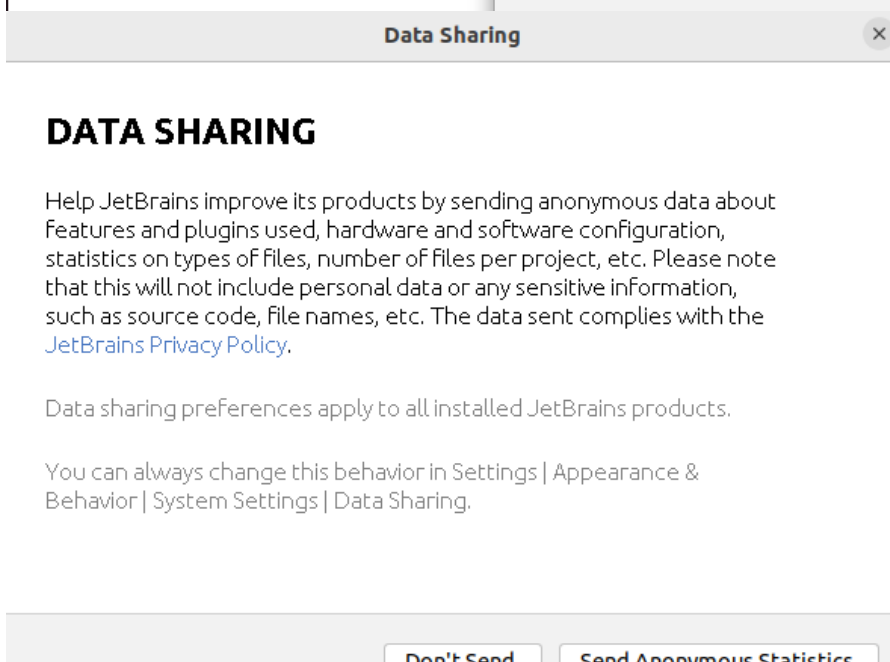 Data Sharing
DATA SHARING
Help JetBrains improve its products by sending anonymous data about
features and plugins used, hardware and software configuration,
statistics on types of files, number of files per project, etc. Please note
that this will not include personal data or any sensitive information,
such as source code, file names, etc. The data sent complies with the
JetBrains Privacy Policy.
Data sharing preferences apply to all installed JetBrains products.
You can always change this behavior in Settings | Appearance &
Behavior | System Settings | Data Sharing.
Don't Send Send Anonymous Statistics